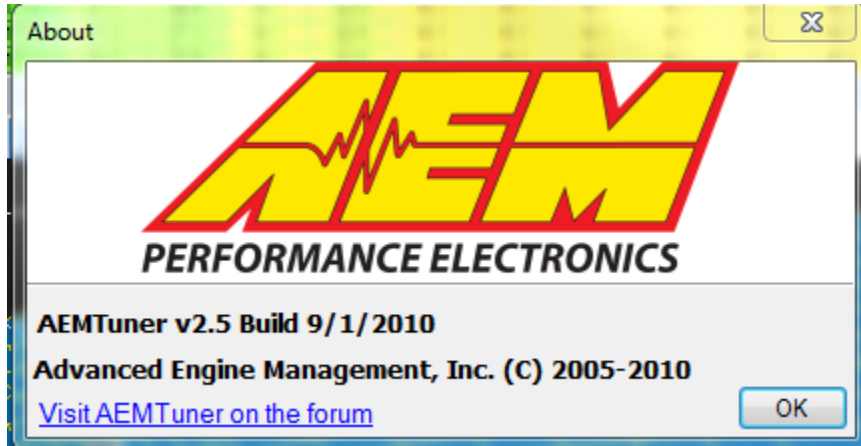 About
AEM
PERFORMANCE ELECTRONICS
AEMTuner v2.5 Build 9/1/2010
Advanced Engine Management, Inc. (C) 2005-2010
Visit AEMTuner on the forum
OK